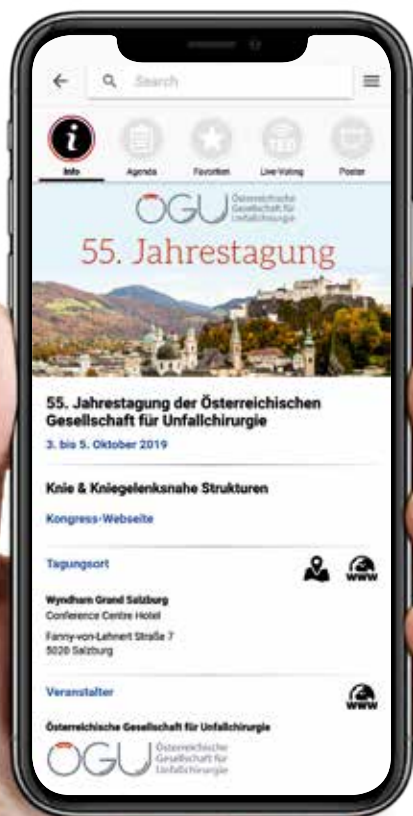 Search
Info
Agenda
Favoriten
Live-Voting
TED
Poster
ÖGU
Österreichische
Gesellschaft für
Unfallchirurgie
55. Jahrestagung
55. Jahrestagung der Österreichischen
Gesellschaft für Unfallchirurgie
3. bis 5. Oktober 2019
Knie & Kniegelenksnahe Strukturen
Kongress-Webseite
Tagungsort
www
Wyndham Grand Salzburg
Conference Centre Hotel
Fanny-von-Lehnert Straße 7
5020 Salzburg
Veranstalter
www
Österreichische Gesellschaft für Unfallchirurgie
ÖGU
Österreichische
Gesellschaft für
Unfallchirurgie